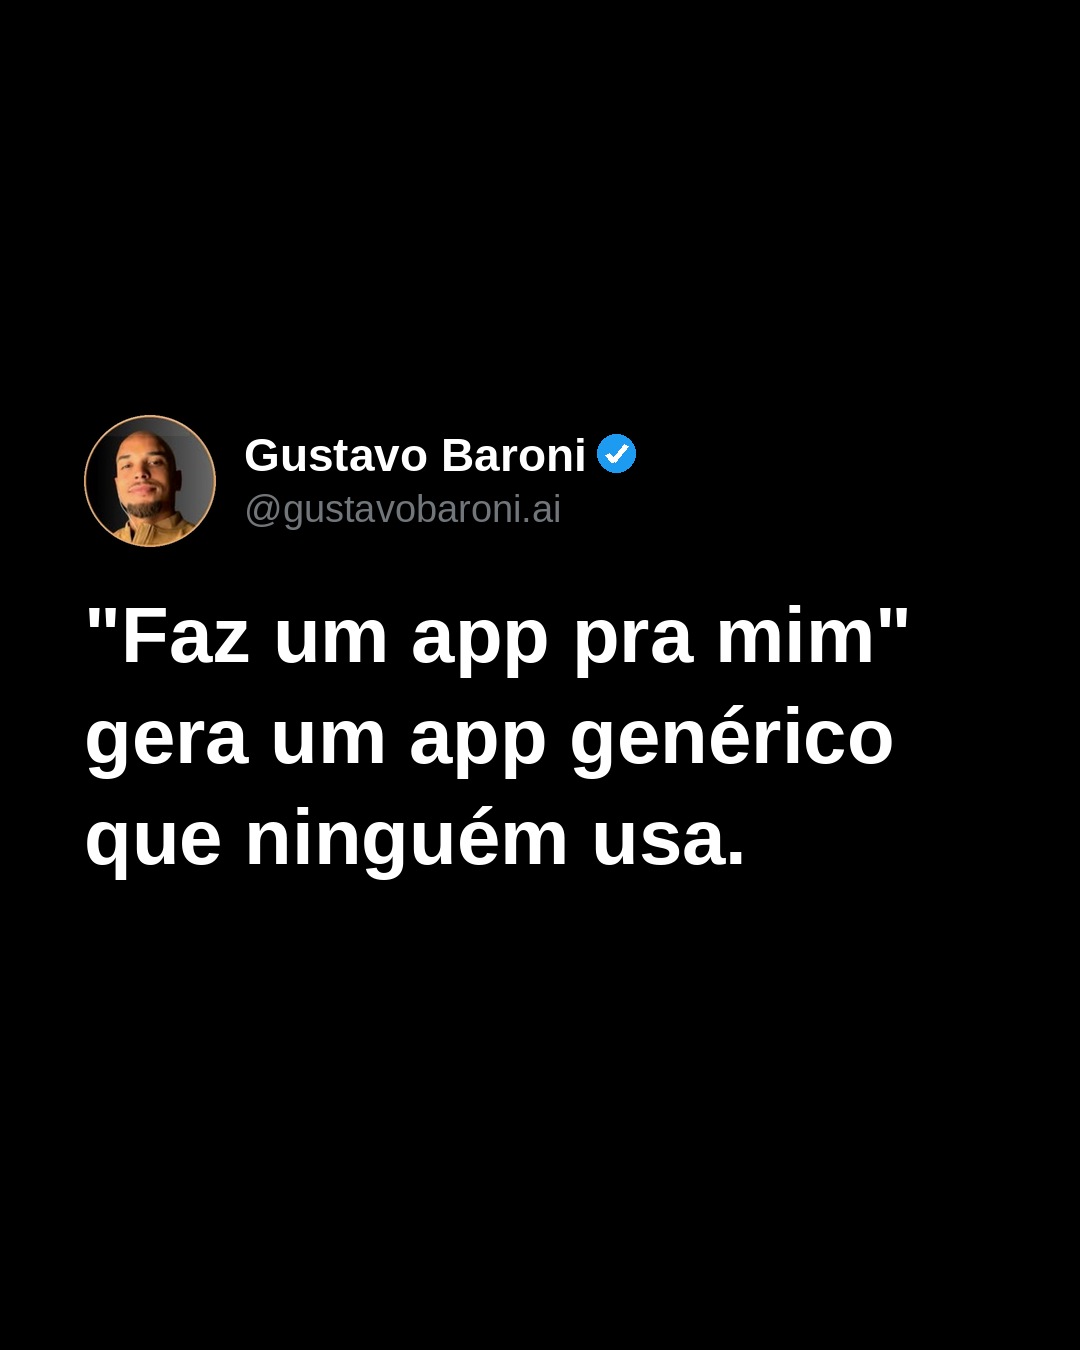 Gustavo Baroni
@gustavobaroni.ai
"Faz um app pra mim"
gera um app genérico
que ninguém usa.